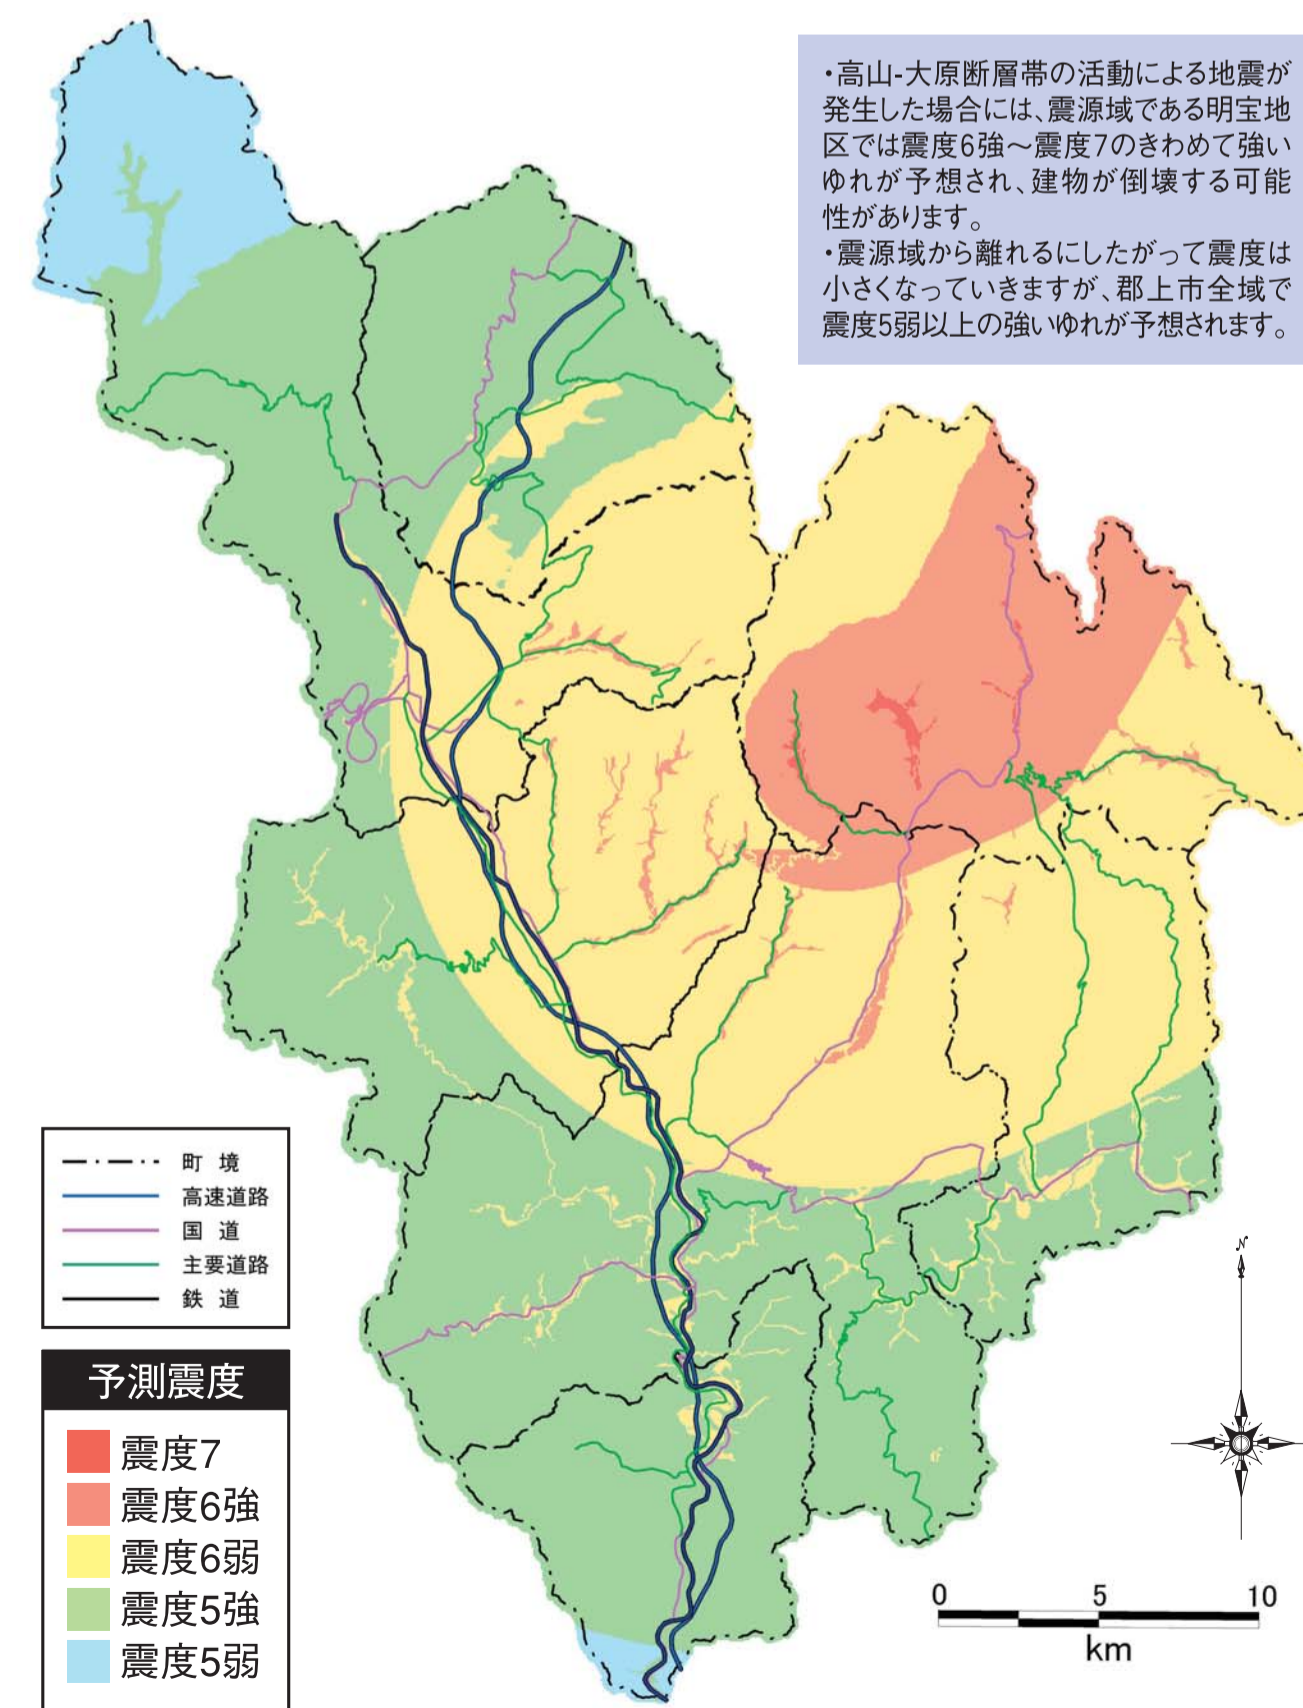 ・高山-大原断層帯の活動による地震が
発生した場合には、震源域である明宝地
区では震度6強～震度7のきわめて強い
ゆれが予想され、建物が倒壊する可能
性があります。
・震源域から離れるにしたがって震度は
小さくなっていきますが、郡上市全域で
震度5弱以上の強いゆれが予想されます。
町 境
高速道路
国 道
主要道路
鉄 道
予測震度
震度7
震度6強
震度6弱
震度5強
震度5弱
N
0 5 10
km